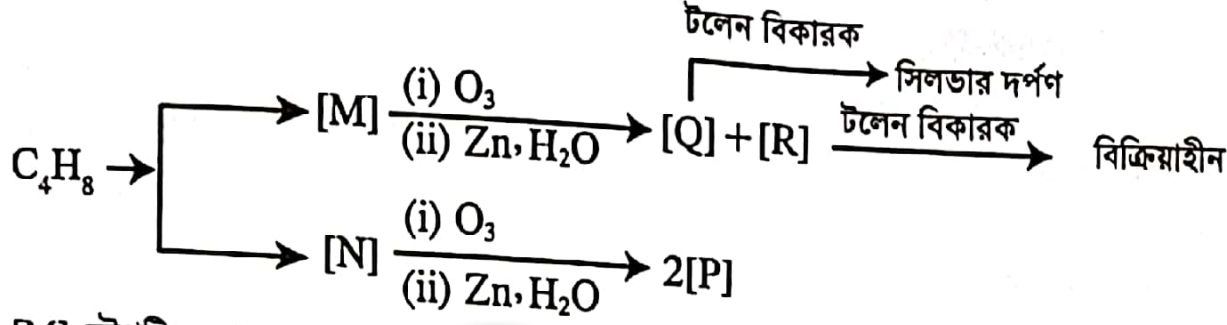 টলেন বিকারক
সিলভার দর্পণ
C₄H₈ → [M] (i) O₃ (ii) Zn, H₂O → [Q] + [R] টলেন বিকারক → বিক্রিয়াহীন
[N] (i) O₃ (ii) Zn, H₂O → 2[P]